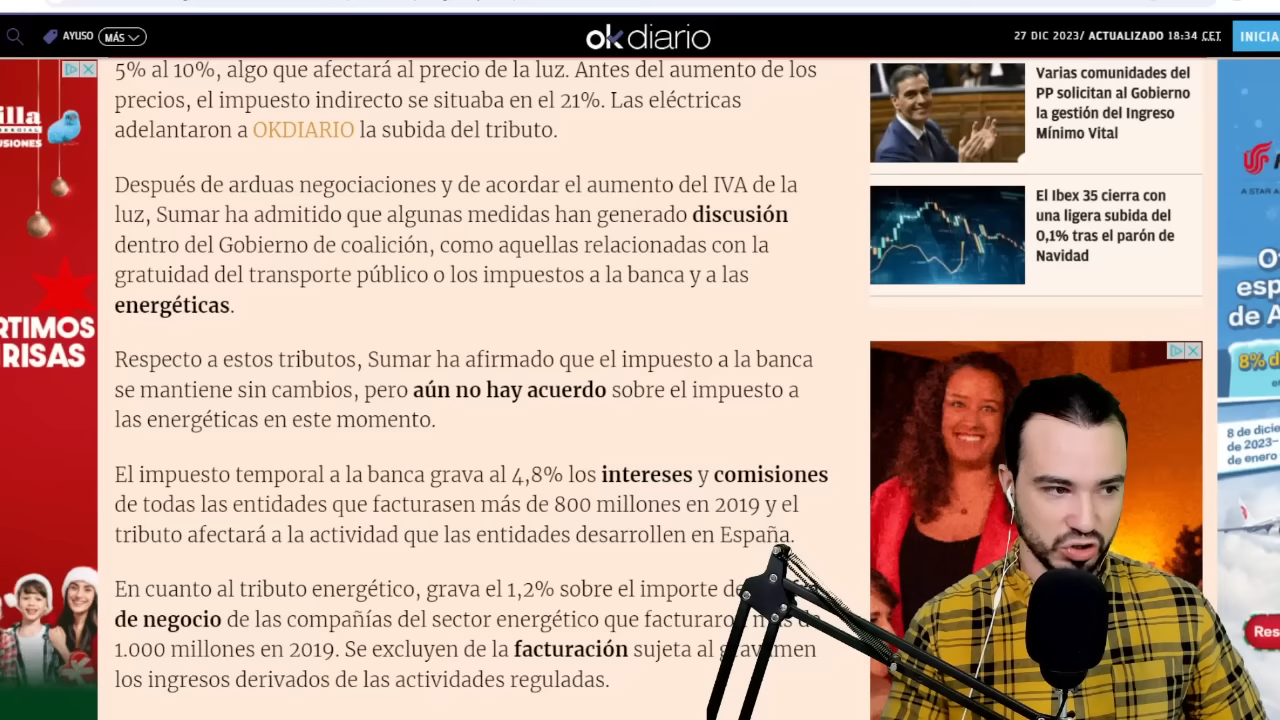 AYUSO
MÁS
okdiario
27 DIC 2023/ ACTUALIZADO 18:34 CET
INICIA
5% al 10%, algo que afectará al precio de la luz. Antes del aumento de los
precios, el impuesto indirecto se situaba en el 21%. Las eléctricas
adelantaron a OKDIARIO la subida del tributo.
Después de arduas negociaciones y de acordar el aumento del IVA de la
luz, Sumar ha admitido que algunas medidas han generado discusión
dentro del Gobierno de coalición, como aquellas relacionadas con la
gratuidad del transporte público o los impuestos a la banca y a las
energéticas.
Respecto a estos tributos, Sumar ha afirmado que el impuesto a la banca
se mantiene sin cambios, pero aún no hay acuerdo sobre el impuesto a
las energéticas en este momento.
El impuesto temporal a la banca grava al 4,8% los intereses y comisiones
de todas las entidades que facturasen más de 800 millones en 2019 y el
tributo afectará a la actividad que las entidades desarrollen en España.
En cuanto al tributo energético, grava el 1,2% sobre el importe de
de negocio de las compañías del sector energético que facturaron más de
1.000 millones en 2019. Se excluyen de la facturación sujeta al gravamen
los ingresos derivados de las actividades reguladas.
Varias comunidades del
PP solicitan al Gobierno
la gestión del Ingreso
Mínimo Vital
El Ibex 35 cierra con
una ligera subida del
0,1% tras el parón de
Navidad
illa
USIONES
RTIMOS
RISAS
A STAR A
O
esp
de A
8% d
8 de dicie
de 2023–
de enero
Res